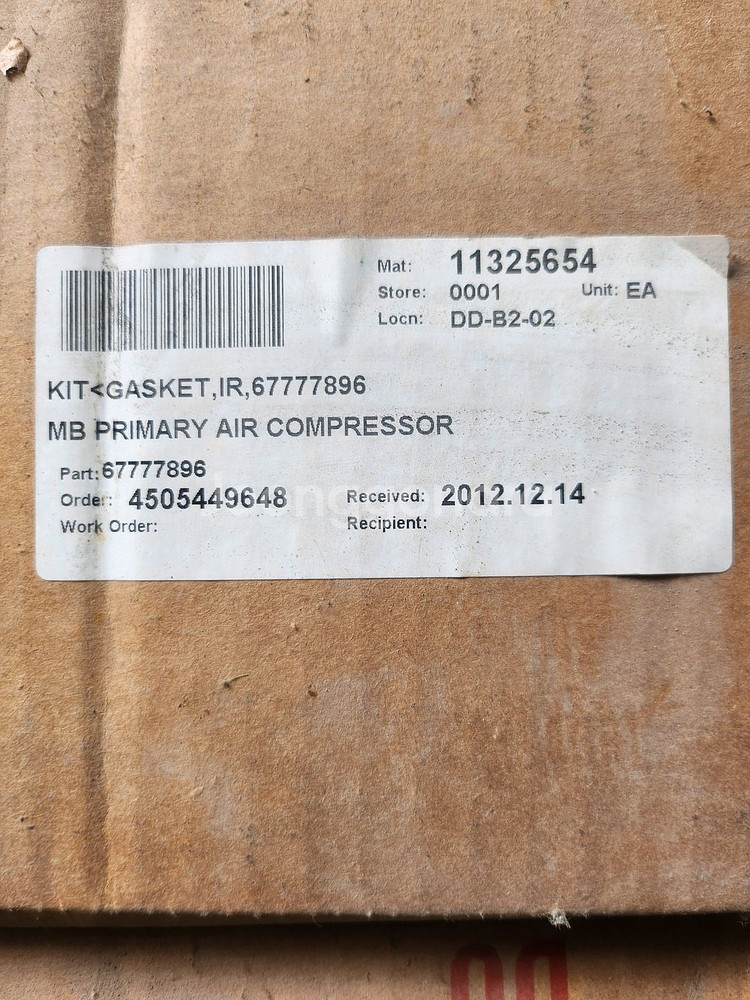 Mat: 11325654
Store: 0001 Unit: EA
Locn: DD-B2-02
KIT<GASKET,IR,67777896
MB PRIMARY AIR COMPRESSOR
Part: 67777896
Order: 4505449648 Received: 2012.12.14
Work Order: Recipient: